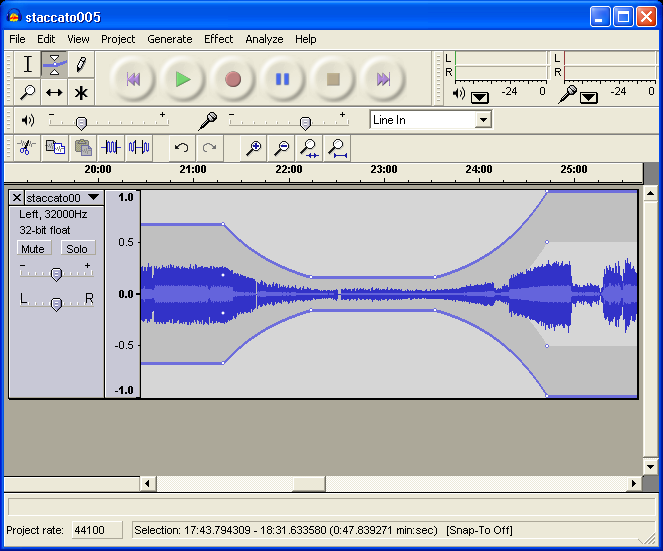 staccato005
File Edit View Project Generate Effect Analyze Help
L
R
-24 0
L
R
-24 0
- +
- +
Line In
20:00 21:00 22:00 23:00 24:00 25:00
staccato00
Left, 32000Hz
32-bit float
Mute Solo
- +
L R
1.0
0.5
0.0
-0.5
-1.0
Project rate: 44100 Selection: 17:43.794309 - 18:31.633580 (0:47.839271 min:sec) [Snap-To Off]